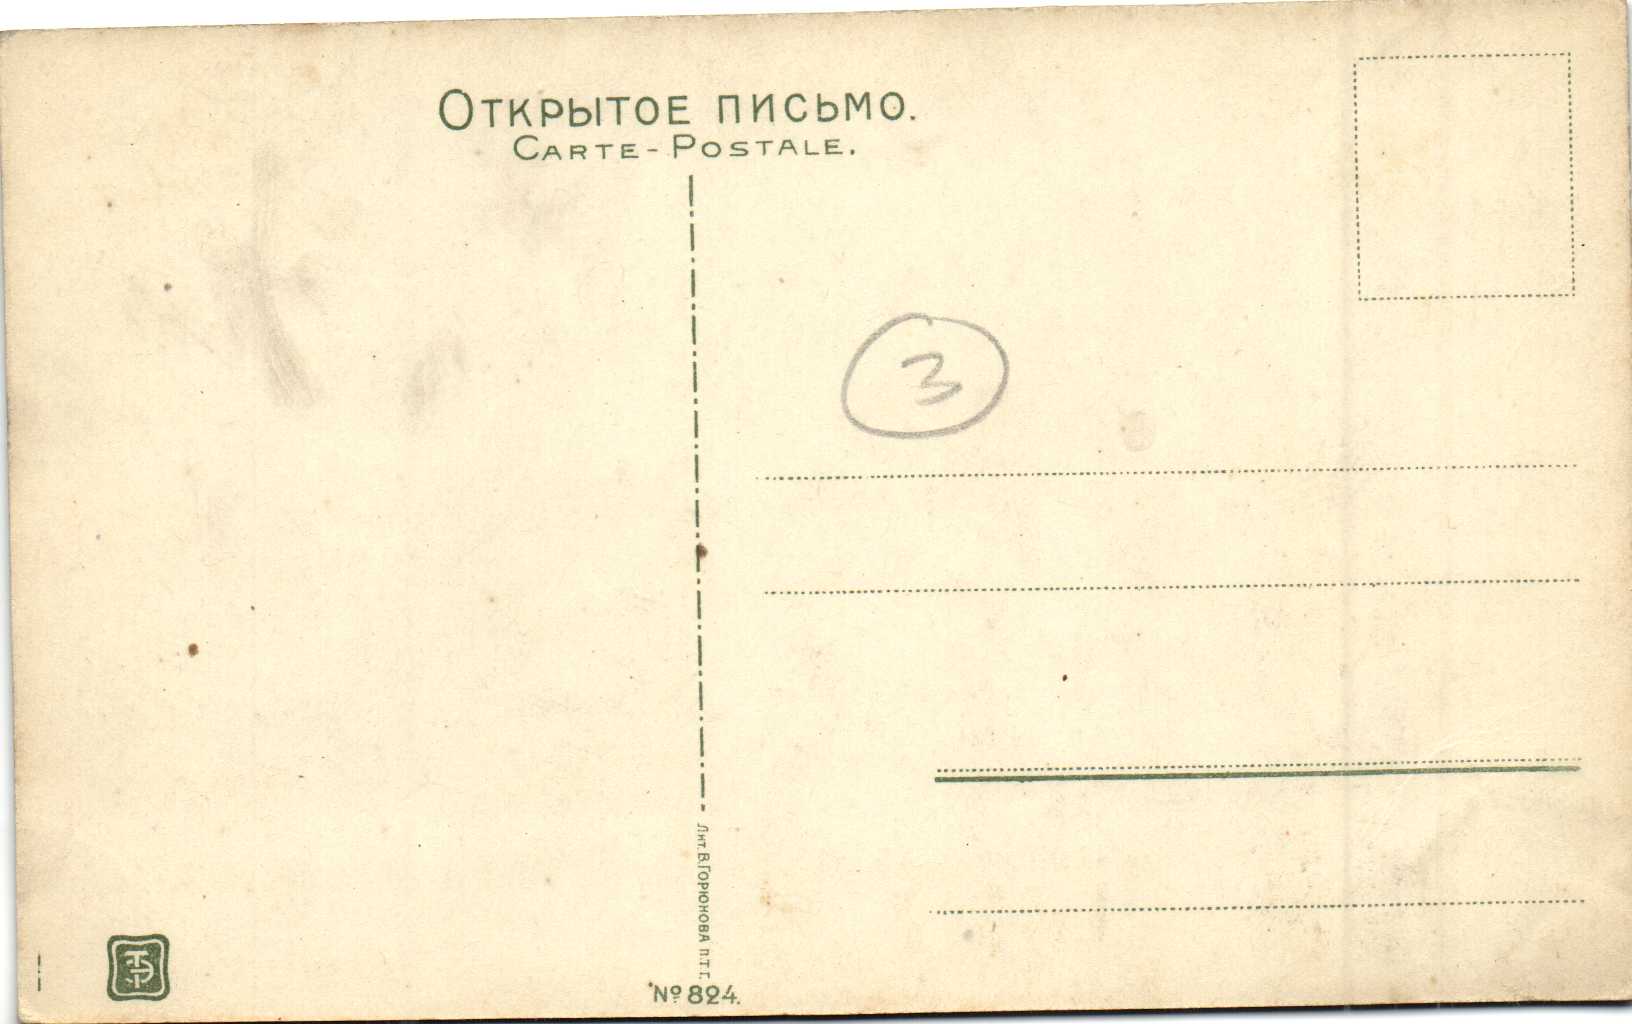 Открытое письмо.
Carte-Postale.
3
Лит. В. Горюнова П.Т.Г.
№ 824.